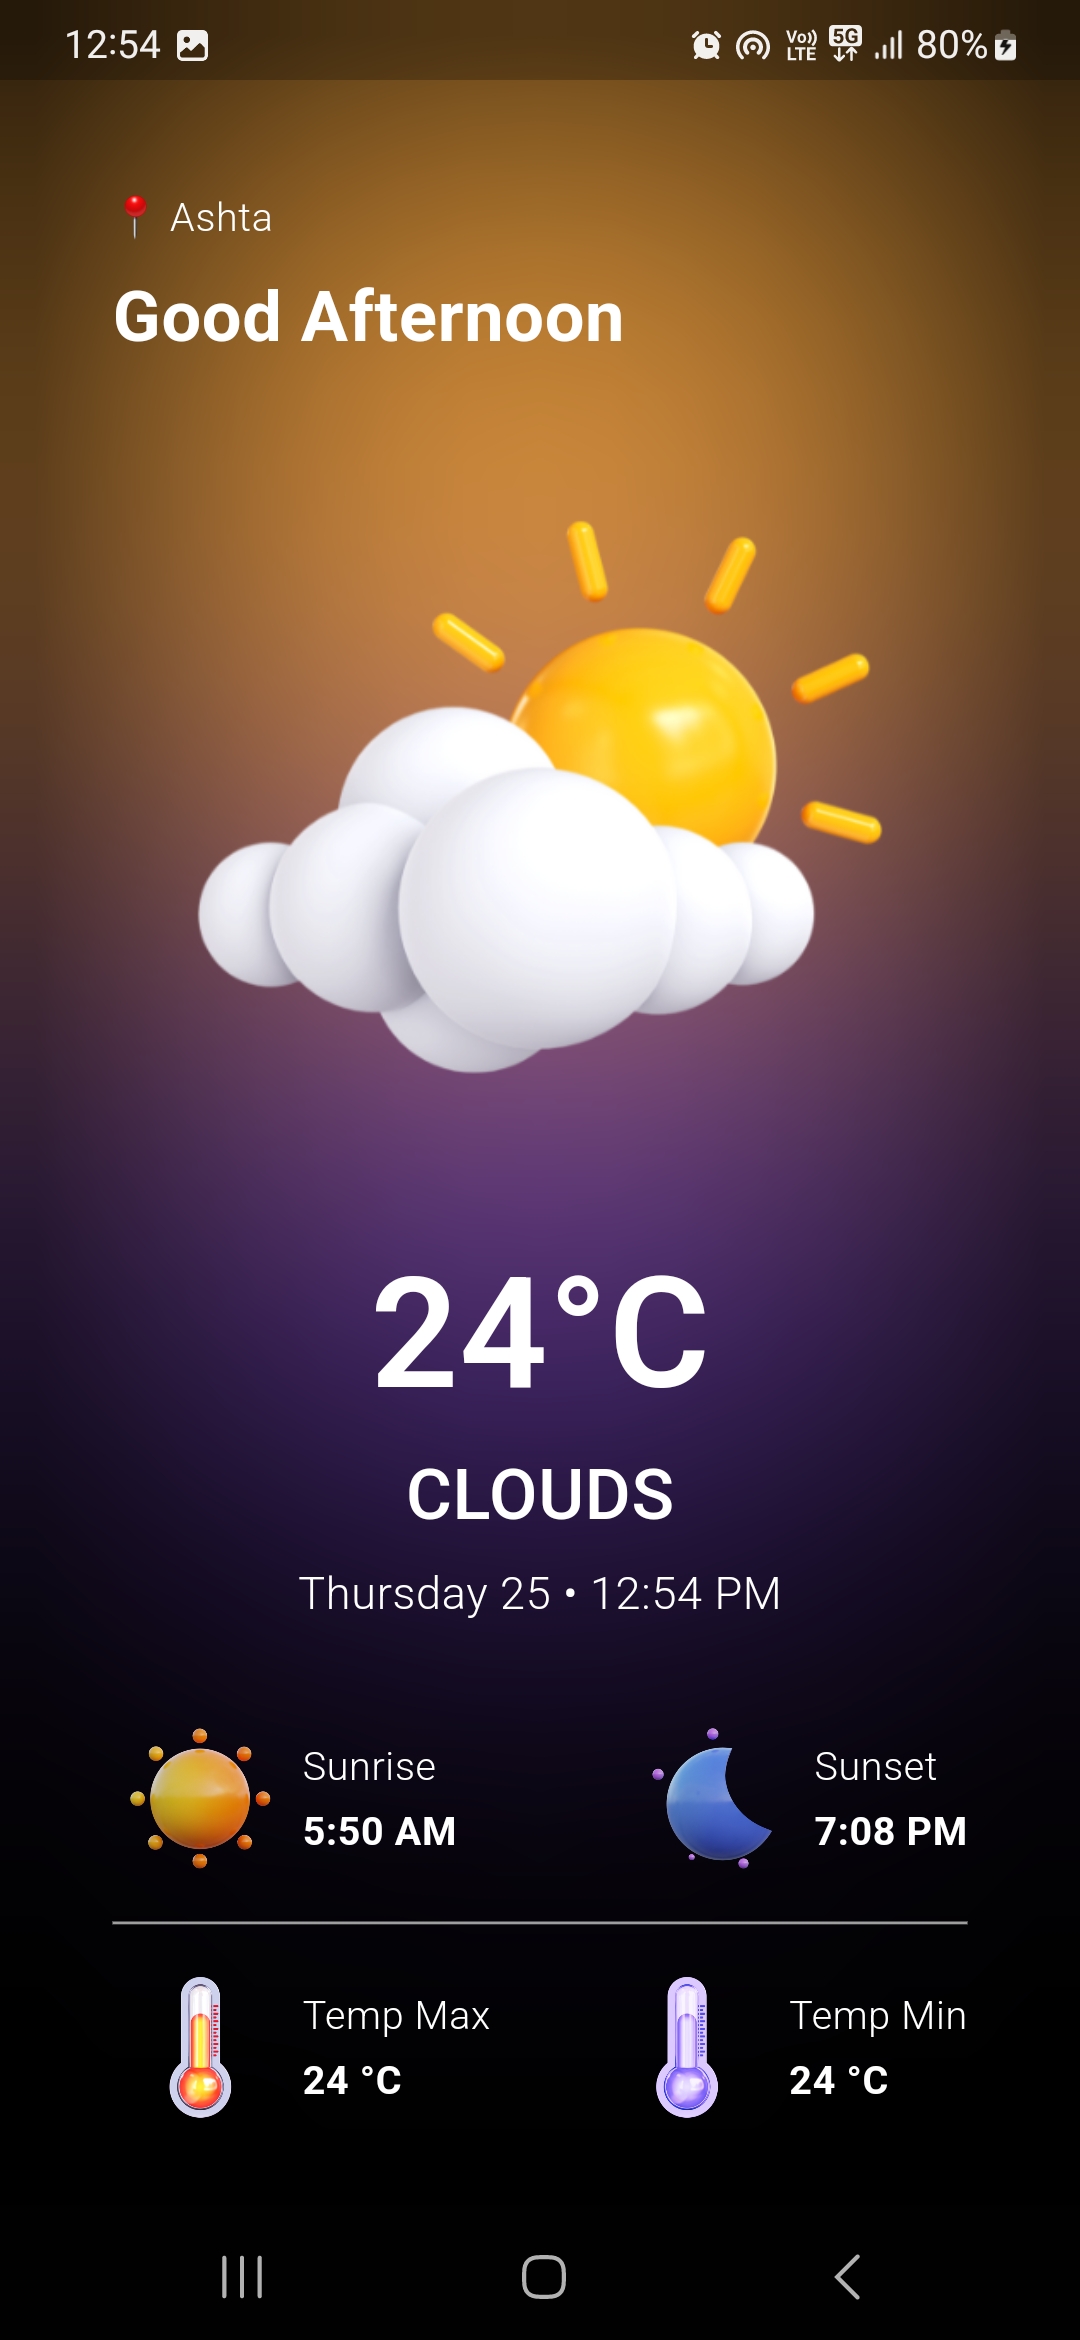 12:54 Vo)) LTE 5G 80%
Ashta
Good Afternoon
24°C
CLOUDS
Thursday 25 • 12:54 PM
Sunrise
5:50 AM
Sunset
7:08 PM
Temp Max
24 °C
Temp Min
24 °C